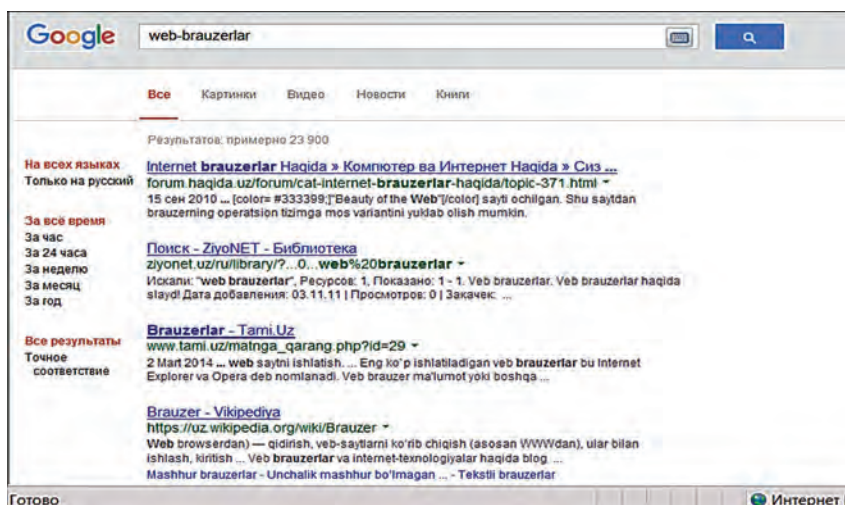 Google
web-brauzerlar
Все Картинки Видео Новости Книги
Результатов: примерно 23 900
На всех языках
Только на русский
За всё время
За час
За 24 часа
За неделю
За месяц
За год
Все результаты
Точное
соответствие
Internet brauzerlar Haqida » Компютер ва Интернет Haqida » Сиз ...
forum.haqida.uz/forum/cat-internet-brauzerlar-haqida/topic-371.html
15 сен 2010 ... [color= #333399;]"Beauty of the Web"[/color] sayti ochilgan. Shu saytdan
brauzerning operatsion tizimga mos variantini yuklab olish mumkin.
Поиск - ZiyoNET - Библиотека
ziyonet.uz/ru/library/?...0...web%20brauzerlar
Искали: "web brauzerlar", Ресурсов: 1, Показано: 1 - 1. Veb brauzerlar. Veb brauzerlar haqida
slayd! Дата добавления: 03.11.11 | Просмотров: 0 | Закачек: ...
Brauzerlar - Tami.Uz
www.tami.uz/matnga_qarang.php?id=29
2 Mart 2014 ... web saytni ishlatish. ... Eng ko`p ishlatiladigan veb brauzerlar bu Internet
Explorer va Opera deb nomlanadi. Veb brauzer ma'lumot yoki boshqa ...
Brauzer - Vikipediya
https://uz.wikipedia.org/wiki/Brauzer
Web browserdan) — qidirish, veb-saytlarni ko'rib chiqish (asosan WWWdan), ular bilan
ishlash, kiritish ... Veb brauzerlar va internet-texnologiyalar haqida blog ...
Mashhur brauzerlar - Unchalik mashhur bo'lmagan ... - Tekstli brauzerlar
Готово
Интернет